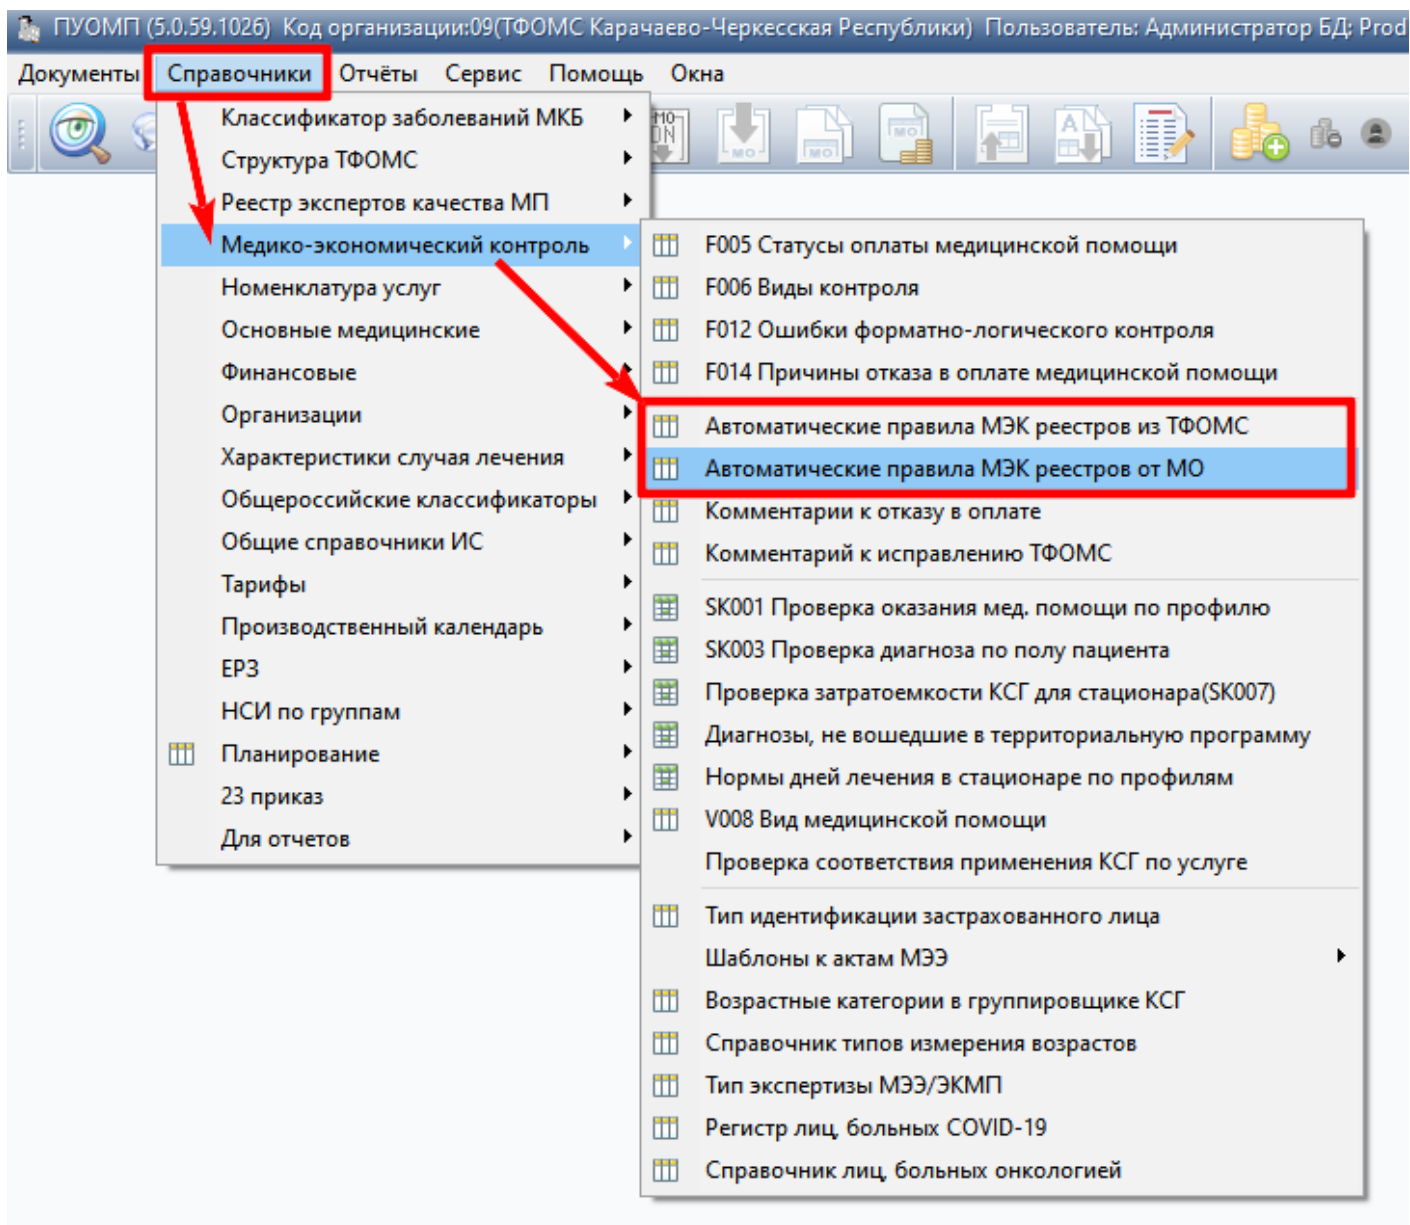 ПУОМП (5.0.59.1026) Код организации:09(ТФОМС Карачаево-Черкесская Республики) Пользователь: Администратор БД: Prod
Документы Справочники Отчёты Сервис Помощь Окна
Классификатор заболеваний МКБ
Структура ТФОМС
Реестр экспертов качества МП
Медико-экономический контроль
Номенклатура услуг
Основные медицинские
Финансовые
Организации
Характеристики случая лечения
Общероссийские классификаторы
Общие справочники ИС
Тарифы
Производственный календарь
ЕРЗ
НСИ по группам
Планирование
23 приказ
Для отчетов
F005 Статусы оплаты медицинской помощи
F006 Виды контроля
F012 Ошибки форматно-логического контроля
F014 Причины отказа в оплате медицинской помощи
Автоматические правила МЭК реестров из ТФОМС
Автоматические правила МЭК реестров от МО
Комментарии к отказу в оплате
Комментарий к исправлению ТФОМС
SK001 Проверка оказания мед. помощи по профилю
SK003 Проверка диагноза по полу пациента
Проверка затратоемкости КСГ для стационара(SK007)
Диагнозы, не вошедшие в территориальную программу
Нормы дней лечения в стационаре по профилям
V008 Вид медицинской помощи
Проверка соответствия применения КСГ по услуге
Тип идентификации застрахованного лица
Шаблоны к актам МЭЭ
Возрастные категории в группировщике КСГ
Справочник типов измерения возрастов
Тип экспертизы МЭЭ/ЭКМП
Регистр лиц, больных COVID-19
Справочник лиц, больных онкологией